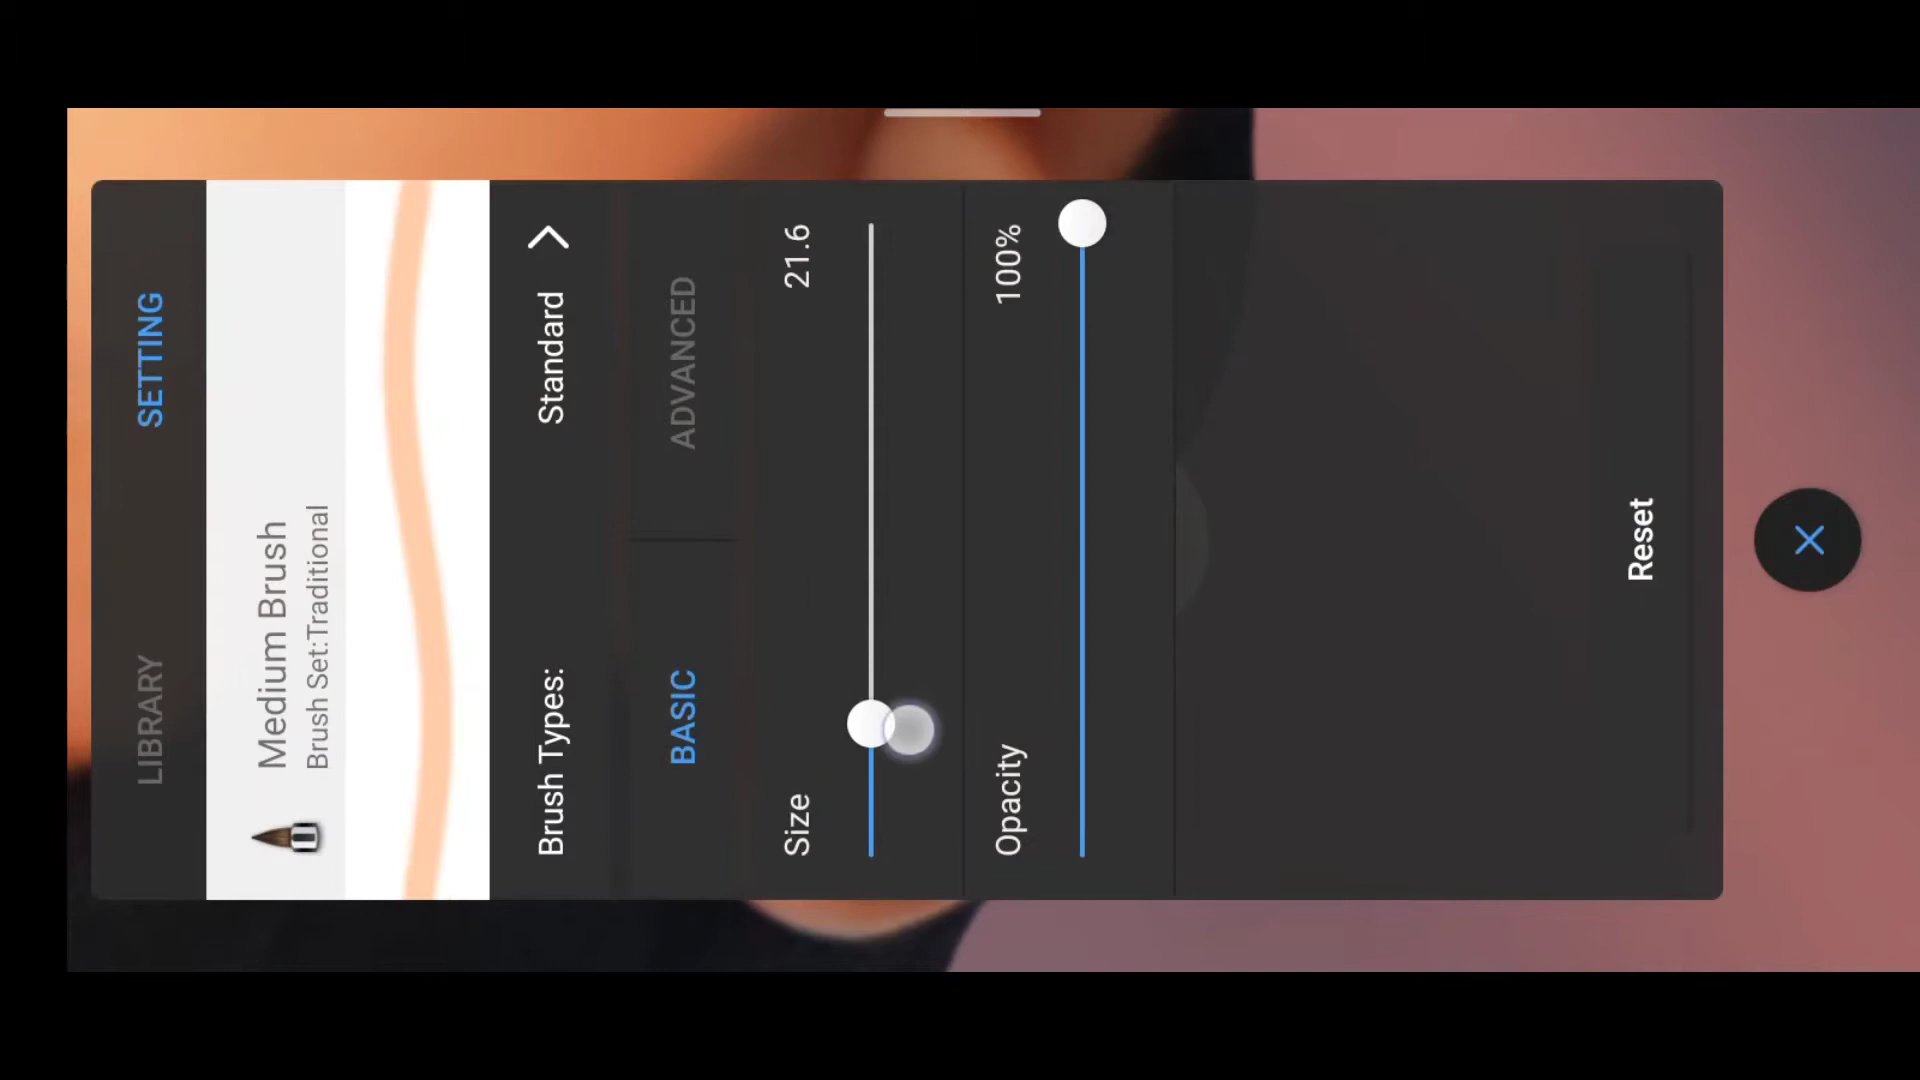 LIBRARY SETTING
Medium Brush
Brush Set:Traditional
Brush Types: Standard
BASIC ADVANCED
Size 21.6
Opacity 100%
Reset